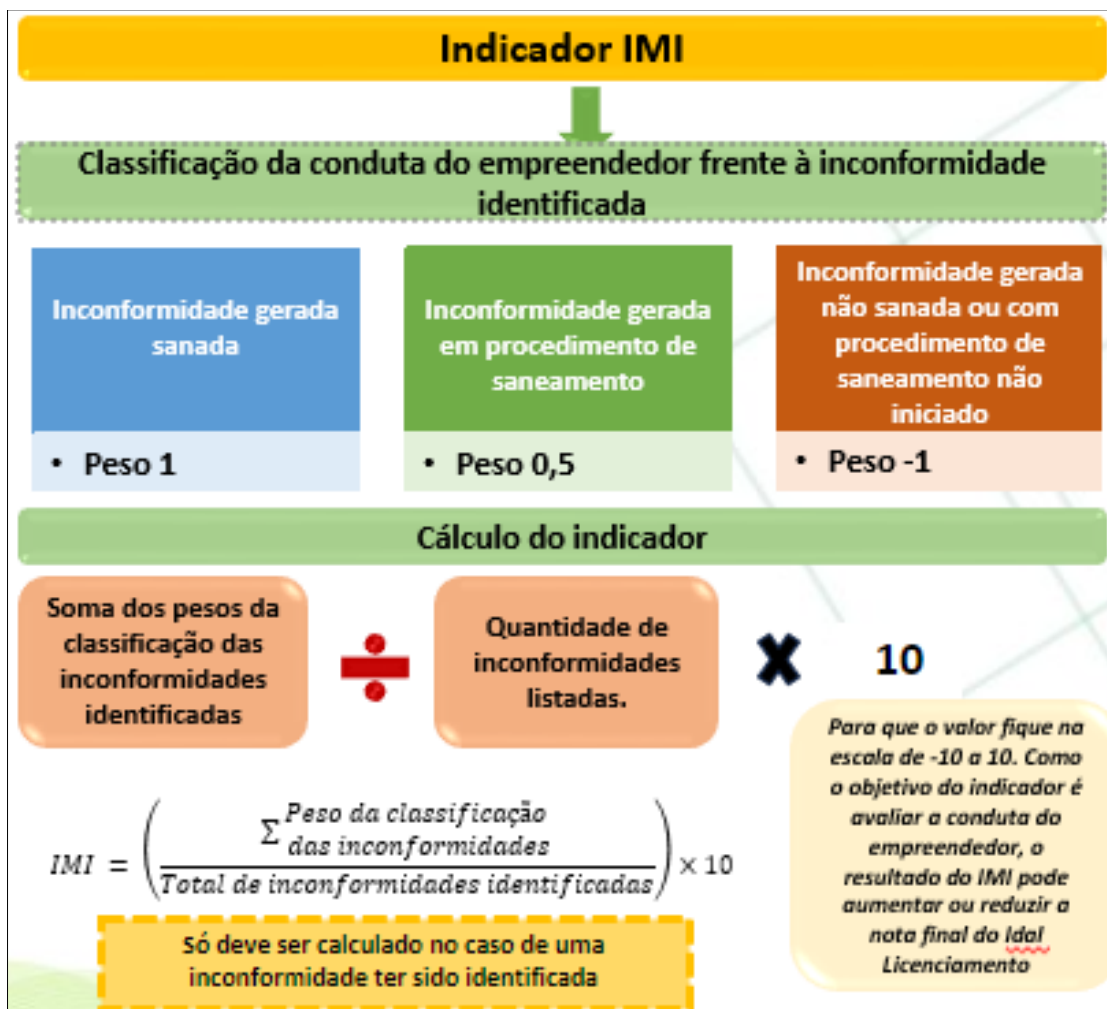 Indicador IMI
Classificação da conduta do empreendedor frente à inconformidade
identificada
Inconformidade gerada
sanada
• Peso 1
Inconformidade gerada
em procedimento de
saneamento
• Peso 0,5
Inconformidade gerada
não sanada ou com
procedimento de
saneamento não
iniciado
• Peso -1
Cálculo do indicador
Soma dos pesos da
classificação das
inconformidades
identificadas
÷
Quantidade de
inconformidades
listadas.
✖
10
Para que o valor fique na
escala de -10 a 10. Como
o objetivo do indicador é
avaliar a conduta do
empreendedor, o
resultado do IMI pode
aumentar ou reduzir a
nota final do Idal
Licenciamento
IMI = (Σ Peso da classificação das inconformidades / Total de inconformidades identificadas) × 10
Só deve ser calculado no caso de uma
inconformidade ter sido identificada